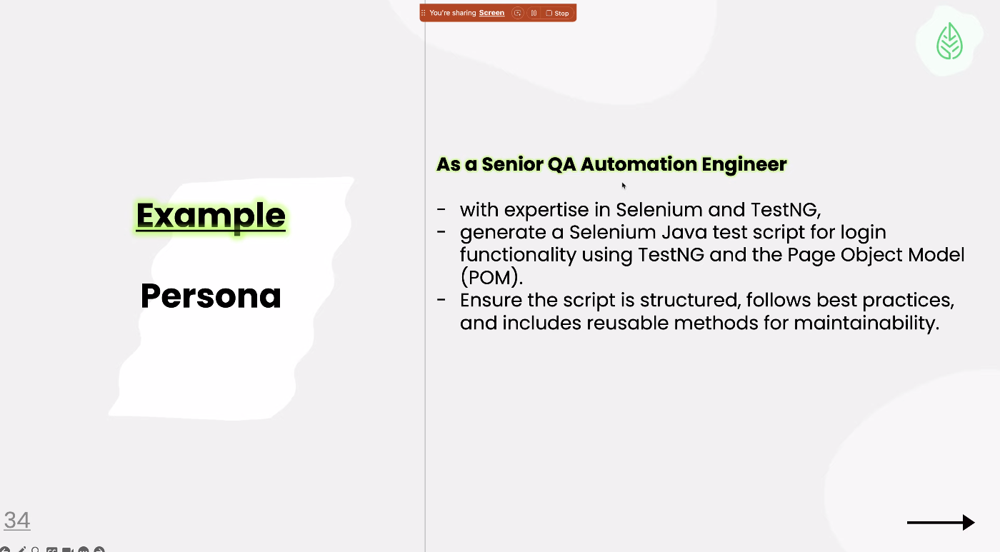 You're sharing Screen Stop
Example
Persona
As a Senior QA Automation Engineer
- with expertise in Selenium and TestNG,
- generate a Selenium Java test script for login
functionality using TestNG and the Page Object Model
(POM).
- Ensure the script is structured, follows best practices,
and includes reusable methods for maintainability.
34